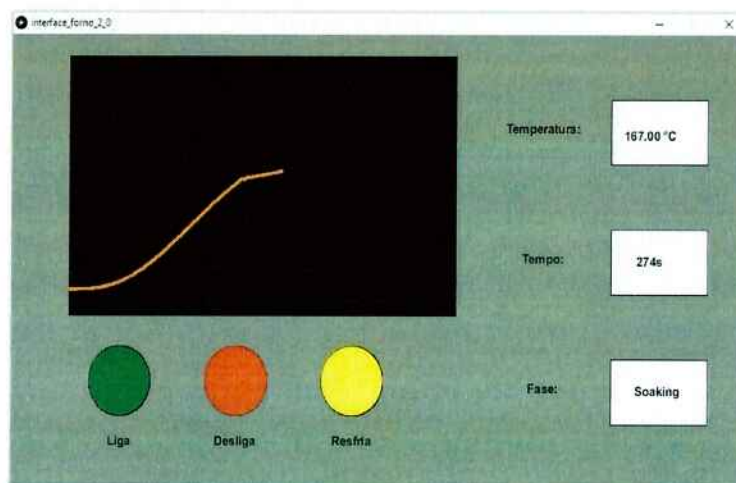 interface_forno_2_0
Temperatura:
167.00 °C
Tempo:
274s
Fase:
Soaking
Liga
Desliga
Resfria